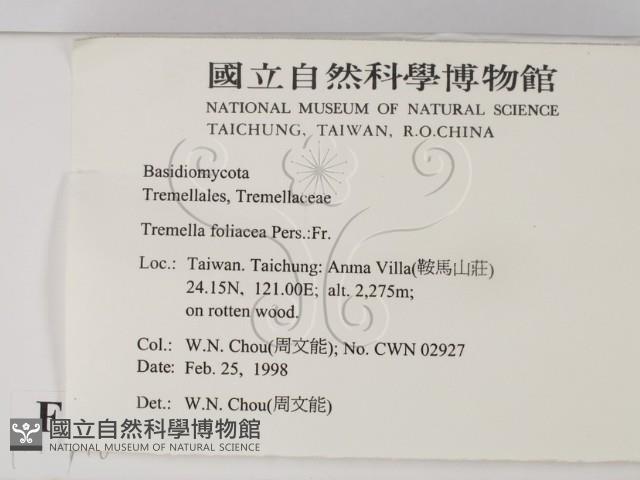 國立自然科學博物館
NATIONAL MUSEUM OF NATURAL SCIENCE
TAICHUNG, TAIWAN, R.O.CHINA
Basidiomycota
Tremellales, Tremellaceae
Tremella foliacea Pers.:Fr.
Loc.: Taiwan. Taichung: Anma Villa(鞍馬山莊)
24.15N, 121.00E; alt. 2,275m;
on rotten wood.
Col.: W.N. Chou(周文能); No. CWN 02927
Date: Feb. 25, 1998
Det.: W.N. Chou(周文能)
F
國立自然科學博物館
NATIONAL MUSEUM OF NATURAL SCIENCE